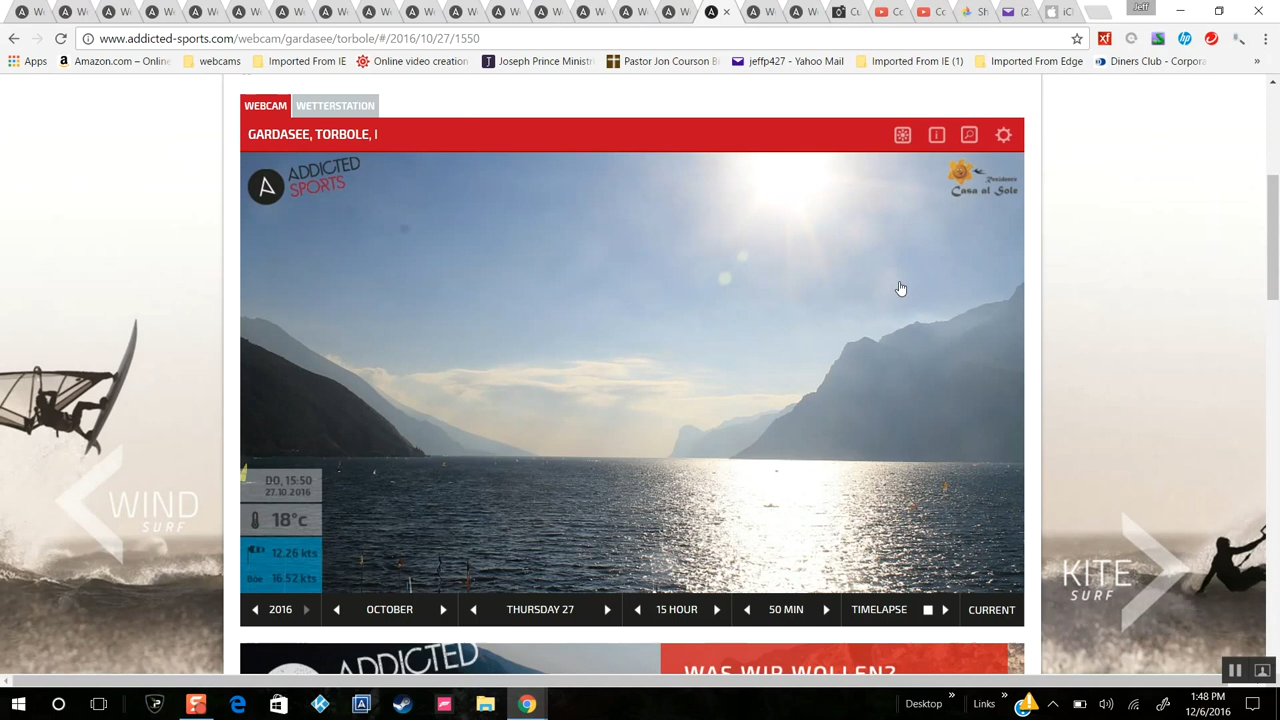 Jeff
www.addicted-sports.com/webcam/gardasee/torbole/#/2016/10/27/1550
Apps
Amazon.com – Online
webcams
Imported From IE
Online video creation
Joseph Prince Ministri
Pastor Jon Courson B
jeffp427 - Yahoo Mail
Imported From IE (1)
Imported From Edge
Diners Club - Corpora
WEBCAM
WETTERSTATION
GARDASEE, TORBOLE, I
ADDICTED
SPORTS
Residence
Casa al Sole
DO, 15:50
27.10.2016
18°c
12.26 kts
Böe 16.52 kts
WIND
SURF
KITE
SURF
2016
OCTOBER
THURSDAY 27
15 HOUR
50 MIN
TIMELAPSE
CURRENT
ADDICTED
WAS WIR WOLLEN?
Desktop
Links
1:48 PM
12/6/2016